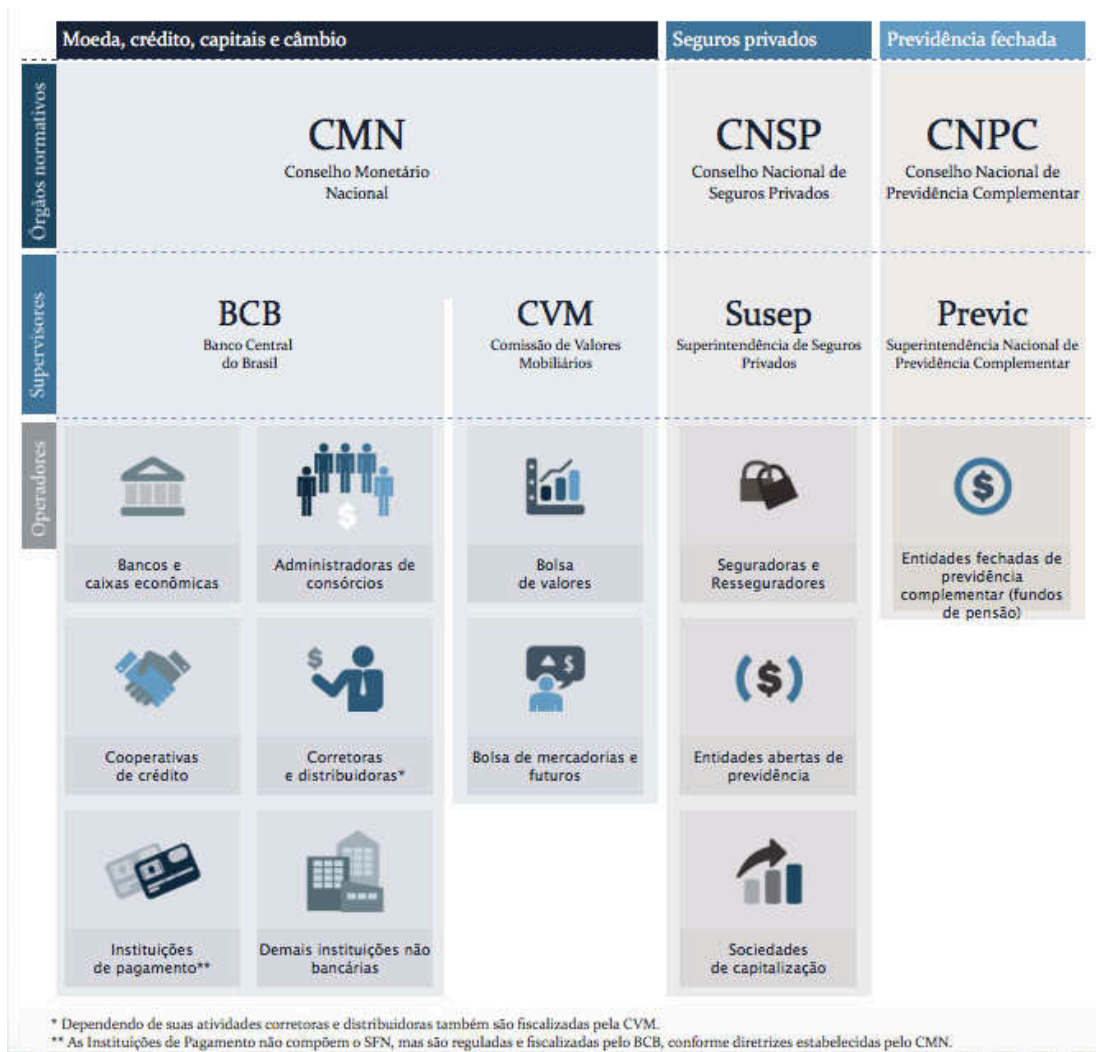 Moeda, crédito, capitais e câmbio
Seguros privados
Previdência fechada
Órgãos normativos
CMN
Conselho Monetário
Nacional
CNSP
Conselho Nacional de
Seguros Privados
CNPC
Conselho Nacional de
Previdência Complementar
Supervisores
BCB
Banco Central
do Brasil
CVM
Comissão de Valores
Mobiliários
Susep
Superintendência de Seguros
Privados
Previc
Superintendência Nacional de
Previdência Complementar
Operadores
Bancos e
caixas econômicas
Administradoras de
consórcios
Bolsa
de valores
Seguradoras e
Resseguradores
Entidades fechadas de
previdência
complementar (fundos
de pensão)
Cooperativas
de crédito
Corretoras
e distribuidoras*
Bolsa de mercadorias e
futuros
Entidades abertas de
previdência
Instituições
de pagamento**
Demais instituições não
bancárias
Sociedades
de capitalização
* Dependendo de suas atividades corretoras e distribuidoras também são fiscalizadas pela CVM.
** As Instituições de Pagamento não compõem o SFN, mas são reguladas e fiscalizadas pelo BCB, conforme diretrizes estabelecidas pelo CMN.